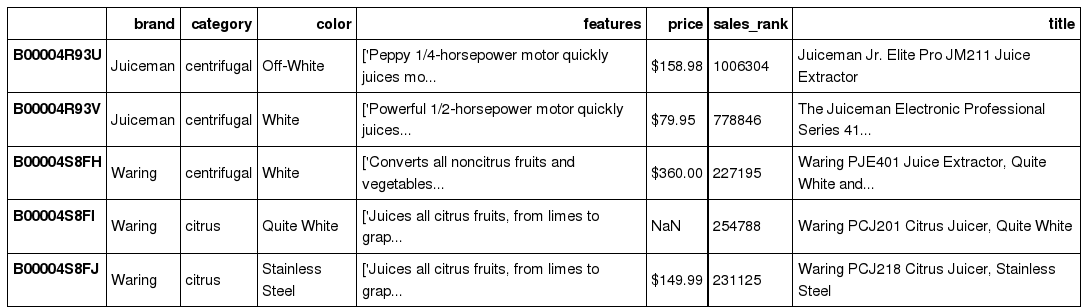 brand category color features price sales_rank title
B00004R93U Juiceman centrifugal Off-White ['Peppy 1/4-horsepower motor quickly juices mo... $158.98 1006304 Juiceman Jr. Elite Pro JM211 Juice Extractor
B00004R93V Juiceman centrifugal White ['Powerful 1/2-horsepower motor quickly juices... $79.95 778846 The Juiceman Electronic Professional Series 41...
B00004S8FH Waring centrifugal White ['Converts all noncitrus fruits and vegetables... $360.00 227195 Waring PJE401 Juice Extractor, Quite White and...
B00004S8FI Waring citrus Quite White ['Juices all citrus fruits, from limes to grap... NaN 254788 Waring PCJ201 Citrus Juicer, Quite White
B00004S8FJ Waring citrus Stainless Steel ['Juices all citrus fruits, from limes to grap... $149.99 231125 Waring PCJ218 Citrus Juicer, Stainless Steel